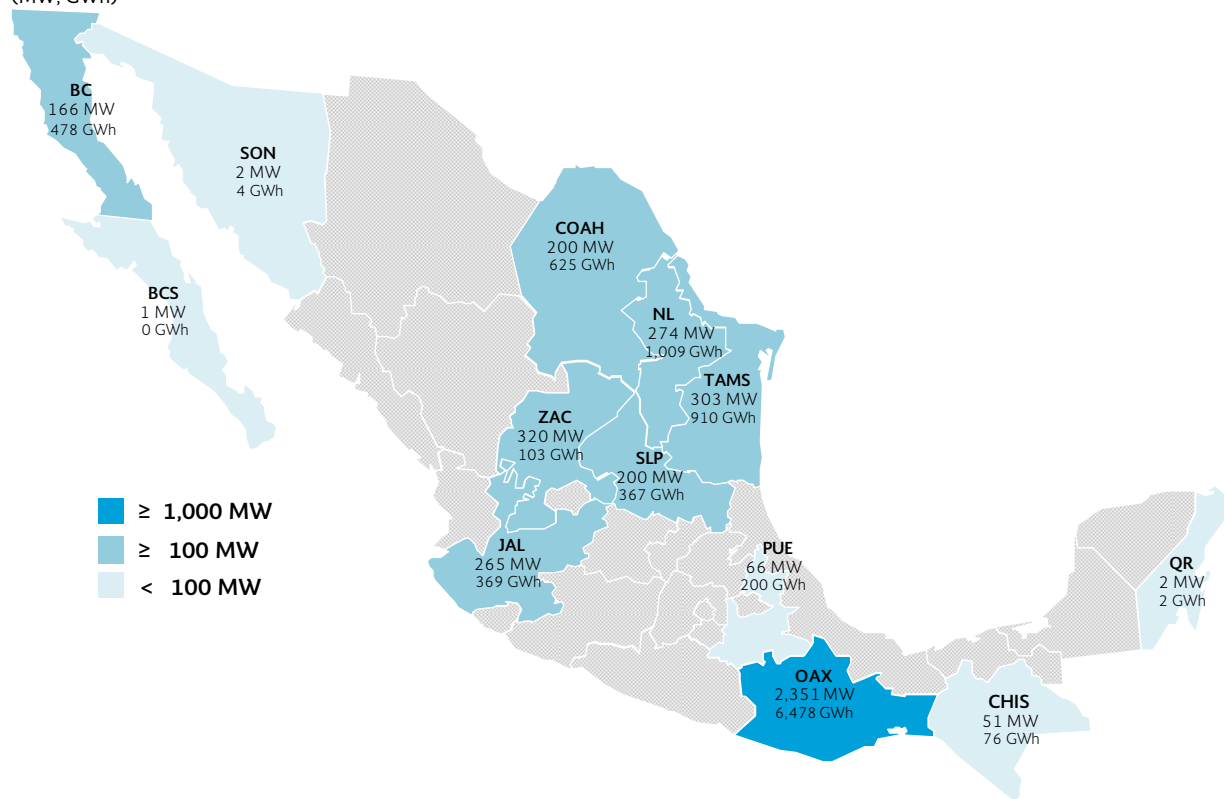 (MW, GWh)
BC
166 MW
478 GWh
SON
2 MW
4 GWh
BCS
1 MW
0 GWh
COAH
200 MW
625 GWh
NL
274 MW
1,009 GWh
TAMS
303 MW
910 GWh
ZAC
320 MW
103 GWh
SLP
200 MW
367 GWh
≥ 1,000 MW
≥ 100 MW
< 100 MW
JAL
265 MW
369 GWh
PUE
66 MW
200 GWh
QR
2 MW
2 GWh
OAX
2,351 MW
6,478 GWh
CHIS
51 MW
76 GWh